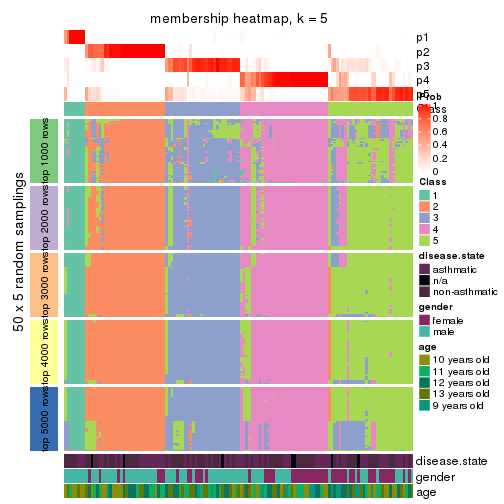 membership heatmap, k = 5
p1
p2
p3
p4
p5
Class
Prob
1
0.8
0.6
0.4
0.2
0
Class
1
2
3
4
5
disease.state
asthmatic
n/a
non-asthmatic
gender
female
male
age
10 years old
11 years old
12 years old
13 years old
9 years old
50 x 5 random samplings
top 1000 rows
top 2000 rows
top 3000 rows
top 4000 rows
top 5000 rows
disease.state
gender
age